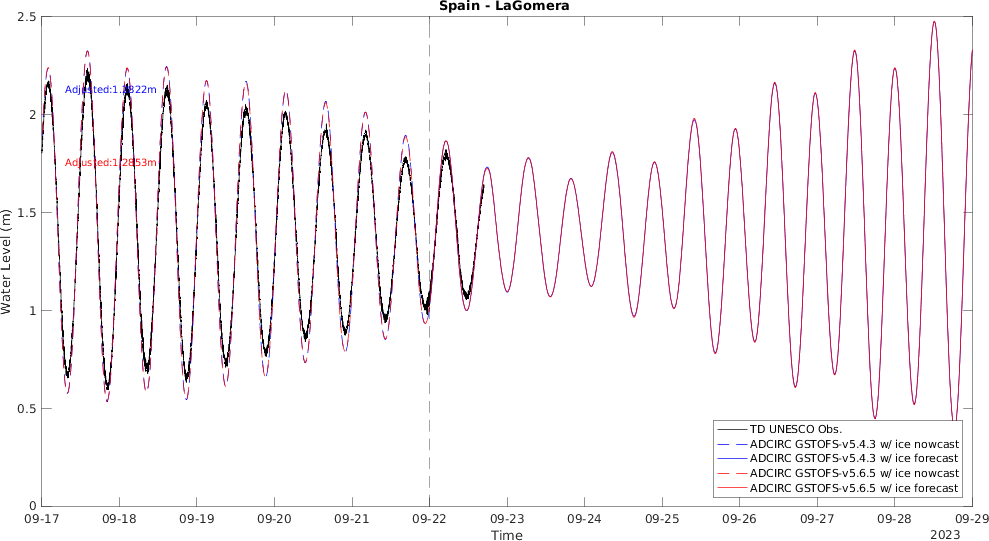 Spain - LaGomera
2.5
2
1.5
1
0.5
0
Water Level (m)
Adjusted:1.2853m
TD UNESCO Obs.
ADCIRC GSTOFS-v5.4.3 w/ ice nowcast
ADCIRC GSTOFS-v5.4.3 w/ ice forecast
ADCIRC GSTOFS-v5.6.5 w/ ice nowcast
ADCIRC GSTOFS-v5.6.5 w/ ice forecast
09-17 09-18 09-19 09-20 09-21 09-22 09-23 09-24 09-25 09-26 09-27 09-28 09-29
Time
2023